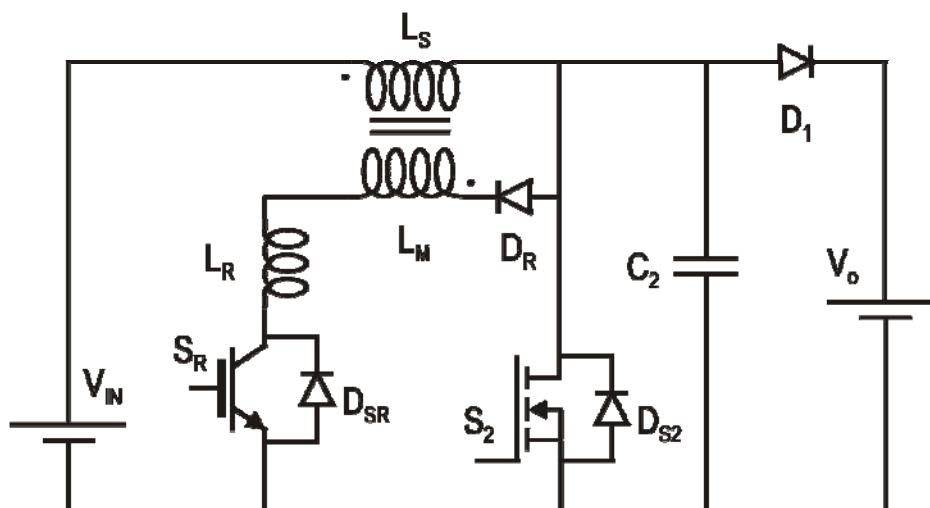 L_S
D_1
L_M
D_R
L_R
C_2
V_o
S_R
V_IN
D_SR
S_2
D_S2